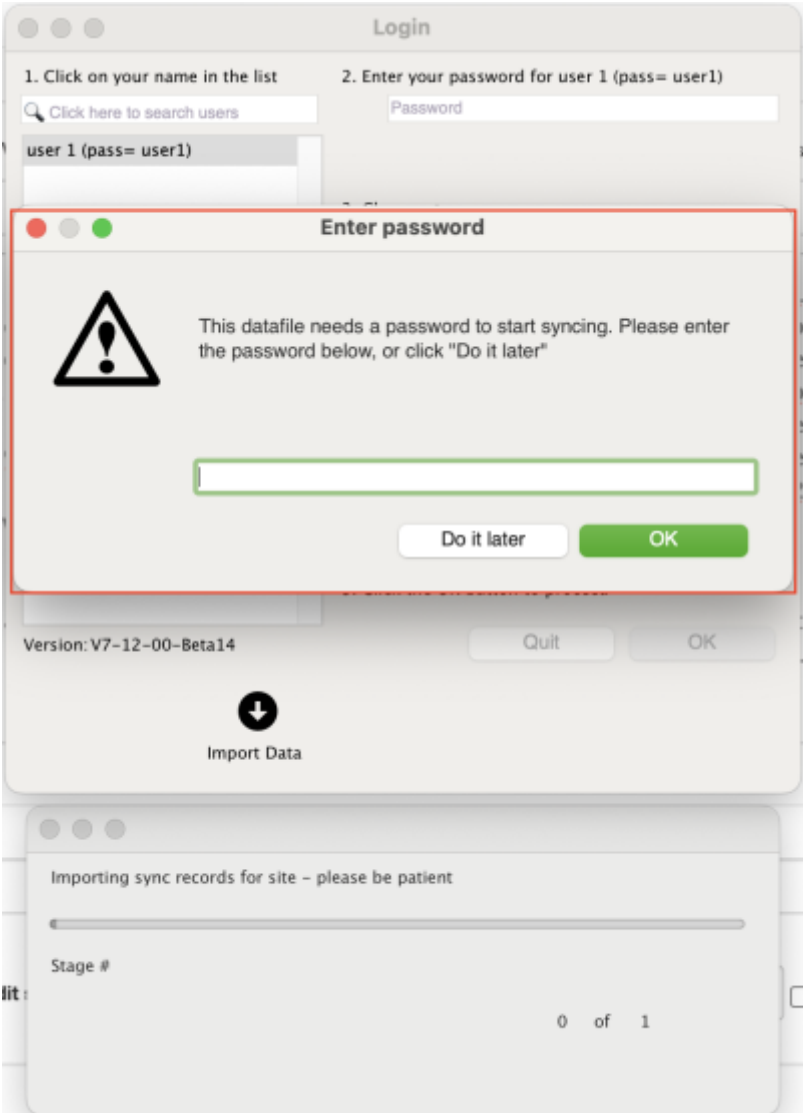 Login
1. Click on your name in the list
2. Enter your password for user 1 (pass= user1)
Click here to search users
Password
user 1 (pass= user1)
Enter password
This datafile needs a password to start syncing. Please enter
the password below, or click "Do it later"
Do it later
OK
Version: V7-12-00-Beta14
Quit
OK
Import Data
Importing sync records for site - please be patient
Stage #
dit
0 of 1